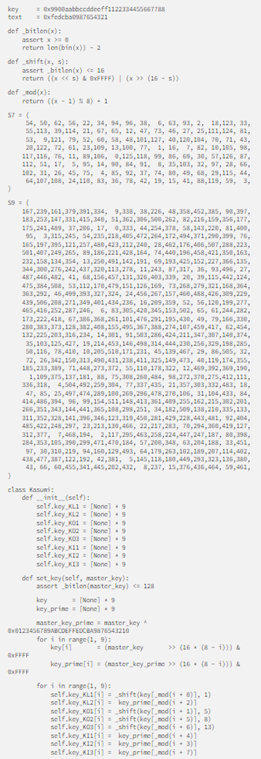 key     = 0x9900aabbccddeeff1122334455667788
text    = 0xfedcba0987654321

def _bitlen(x):
    assert x >= 0
    return len(bin(x)) - 2

def _shift(x, s):
    assert _bitlen(x) <= 16
    return ((x << s) & 0xFFFF) | (x >> (16 - s))

def _mod(x):
    return ((x - 1) % 8) + 1

S7 = (
    54, 50, 62, 56, 22, 34, 94, 96, 38,  6, 63, 93, 2,  18,123, 33,
    55,113, 39,114, 21, 67, 65, 12, 47, 73, 46, 27, 25,111,124, 81,
    53,  9,121, 79, 52, 60, 58, 48,101,127, 40,120,104, 70, 71, 43,
    20,122, 72, 61, 23,109, 13,100, 77,  1, 16,  7, 82, 10,105, 98,
    117,116, 76, 11, 89,106,  0,125,118, 99, 86, 69, 30, 57,126, 87,
    112, 51, 17,  5, 95, 14, 90, 84, 91,  8, 35,103, 32, 97, 28, 66,
    102, 31, 26, 45, 75,  4, 85, 92, 37, 74, 80, 49, 68, 29,115, 44,
    64,107,108, 24,110, 83, 36, 78, 42, 19, 15, 41, 88,119, 59,  3,
)

S9 = (
    167,239,161,379,391,334,  9,338, 38,226, 48,358,452,385, 90,397,
    183,253,147,331,415,340, 51,362,306,500,262, 82,216,159,356,177,
    175,241,489, 37,206, 17,  0,333, 44,254,378, 58,143,220, 81,400,
    95,  3,315,245, 54,235,218,405,472,264,172,494,371,290,399, 76,
    165,197,395,121,257,480,423,212,240, 28,462,176,406,507,288,223,
    501,407,249,265, 89,186,221,428,164, 74,440,196,458,421,350,163,
    232,158,134,354, 13,250,491,142,191, 69,193,425,152,227,366,135,
    344,300,276,242,437,320,113,278, 11,243, 87,317, 36, 93,496, 27,
    487,446,482, 41, 68,156,457,131,326,403,339, 20, 39,115,442,124,
    475,384,508, 53,112,170,479,151,126,169, 73,268,279,321,168,364,
    363,292, 46,499,393,327,324, 24,456,267,157,460,488,426,309,229,
    439,506,208,271,349,401,434,236, 16,209,359, 52, 56,120,199,277,
    465,416,252,287,246,  6, 83,305,420,345,153,502, 65, 61,244,282,
    173,222,418, 67,386,368,261,101,476,291,195,430, 49, 79,166,330,
    280,383,373,128,382,408,155,495,367,388,274,107,459,417, 62,454,
    132,225,203,316,234, 14,301, 91,503,286,424,211,347,307,140,374,
    35,103,125,427, 19,214,453,146,498,314,444,230,256,329,198,285,
    50,116, 78,410, 10,205,510,171,231, 45,139,467, 29, 86,505, 32,
    72, 26,342,150,313,490,431,238,411,325,149,473, 40,119,174,355,
    185,233,389, 71,448,273,372, 55,110,178,322, 12,469,392,369,190,
    1,109,375,137,181, 88, 75,308,260,484, 98,272,370,275,412,111,
    336,318,  4,504,492,259,304, 77,337,435, 21,357,303,332,483, 18,
    47, 85, 25,497,474,289,100,269,296,478,270,106, 31,104,433, 84,
    414,486,394, 96, 99,154,511,148,413,361,409,255,162,215,302,201,
    266,351,343,144,441,365,108,298,251, 34,182,509,138,210,335,133,
    311,352,328,141,396,346,123,319,450,281,429,228,443,481, 92,404,
    485,422,248,297, 23,213,130,466, 22,217,283, 70,294,360,419,127,
    312,377,  7,468,194,  2,117,295,463,258,224,447,247,187, 80,398,
    284,353,105,390,299,471,470,184, 57,200,348, 63,204,188, 33,451,
    97, 30,310,219, 94,160,129,493, 64,179,263,102,189,207,114,402,
    438,477,387,122,192, 42,381,  5,145,118,180,449,293,323,136,380,
    43, 66, 60,455,341,445,202,432,  8,237, 15,376,436,464, 59,461,
)

class Kasumi:
    def __init__(self):
        self.key_KL1 = [None] * 9
        self.key_KL2 = [None] * 9
        self.key_KO1 = [None] * 9
        self.key_KO2 = [None] * 9
        self.key_KO3 = [None] * 9
        self.key_KI1 = [None] * 9
        self.key_KI2 = [None] * 9
        self.key_KI3 = [None] * 9

    def set_key(self, master_key):
        assert _bitlen(master_key) <= 128

        key       = [None] * 9
        key_prime = [None] * 9

        master_key_prime = master_key ^
0x0123456789ABCDEFFEDCBA9876543210
        for i in range(1, 9):
            key[i]       = (master_key       >> (16 * (8 - i))) &
0xFFFF
            key_prime[i] = (master_key_prime >> (16 * (8 - i))) &
0xFFFF

        for i in range(1, 9):
            self.key_KL1[i] = _shift(key[_mod(i + 0)], 1)
            self.key_KL2[i] =  key_prime[_mod(i + 2)]
            self.key_KO1[i] = _shift(key[_mod(i + 1)], 5)
            self.key_KO2[i] = _shift(key[_mod(i + 5)], 8)
            self.key_KO3[i] = _shift(key[_mod(i + 6)], 13)
            self.key_KI1[i] =  key_prime[_mod(i + 4)]
            self.key_KI2[i] =  key_prime[_mod(i + 3)]
            self.key_KI3[i] =  key_prime[_mod(i + 7)]